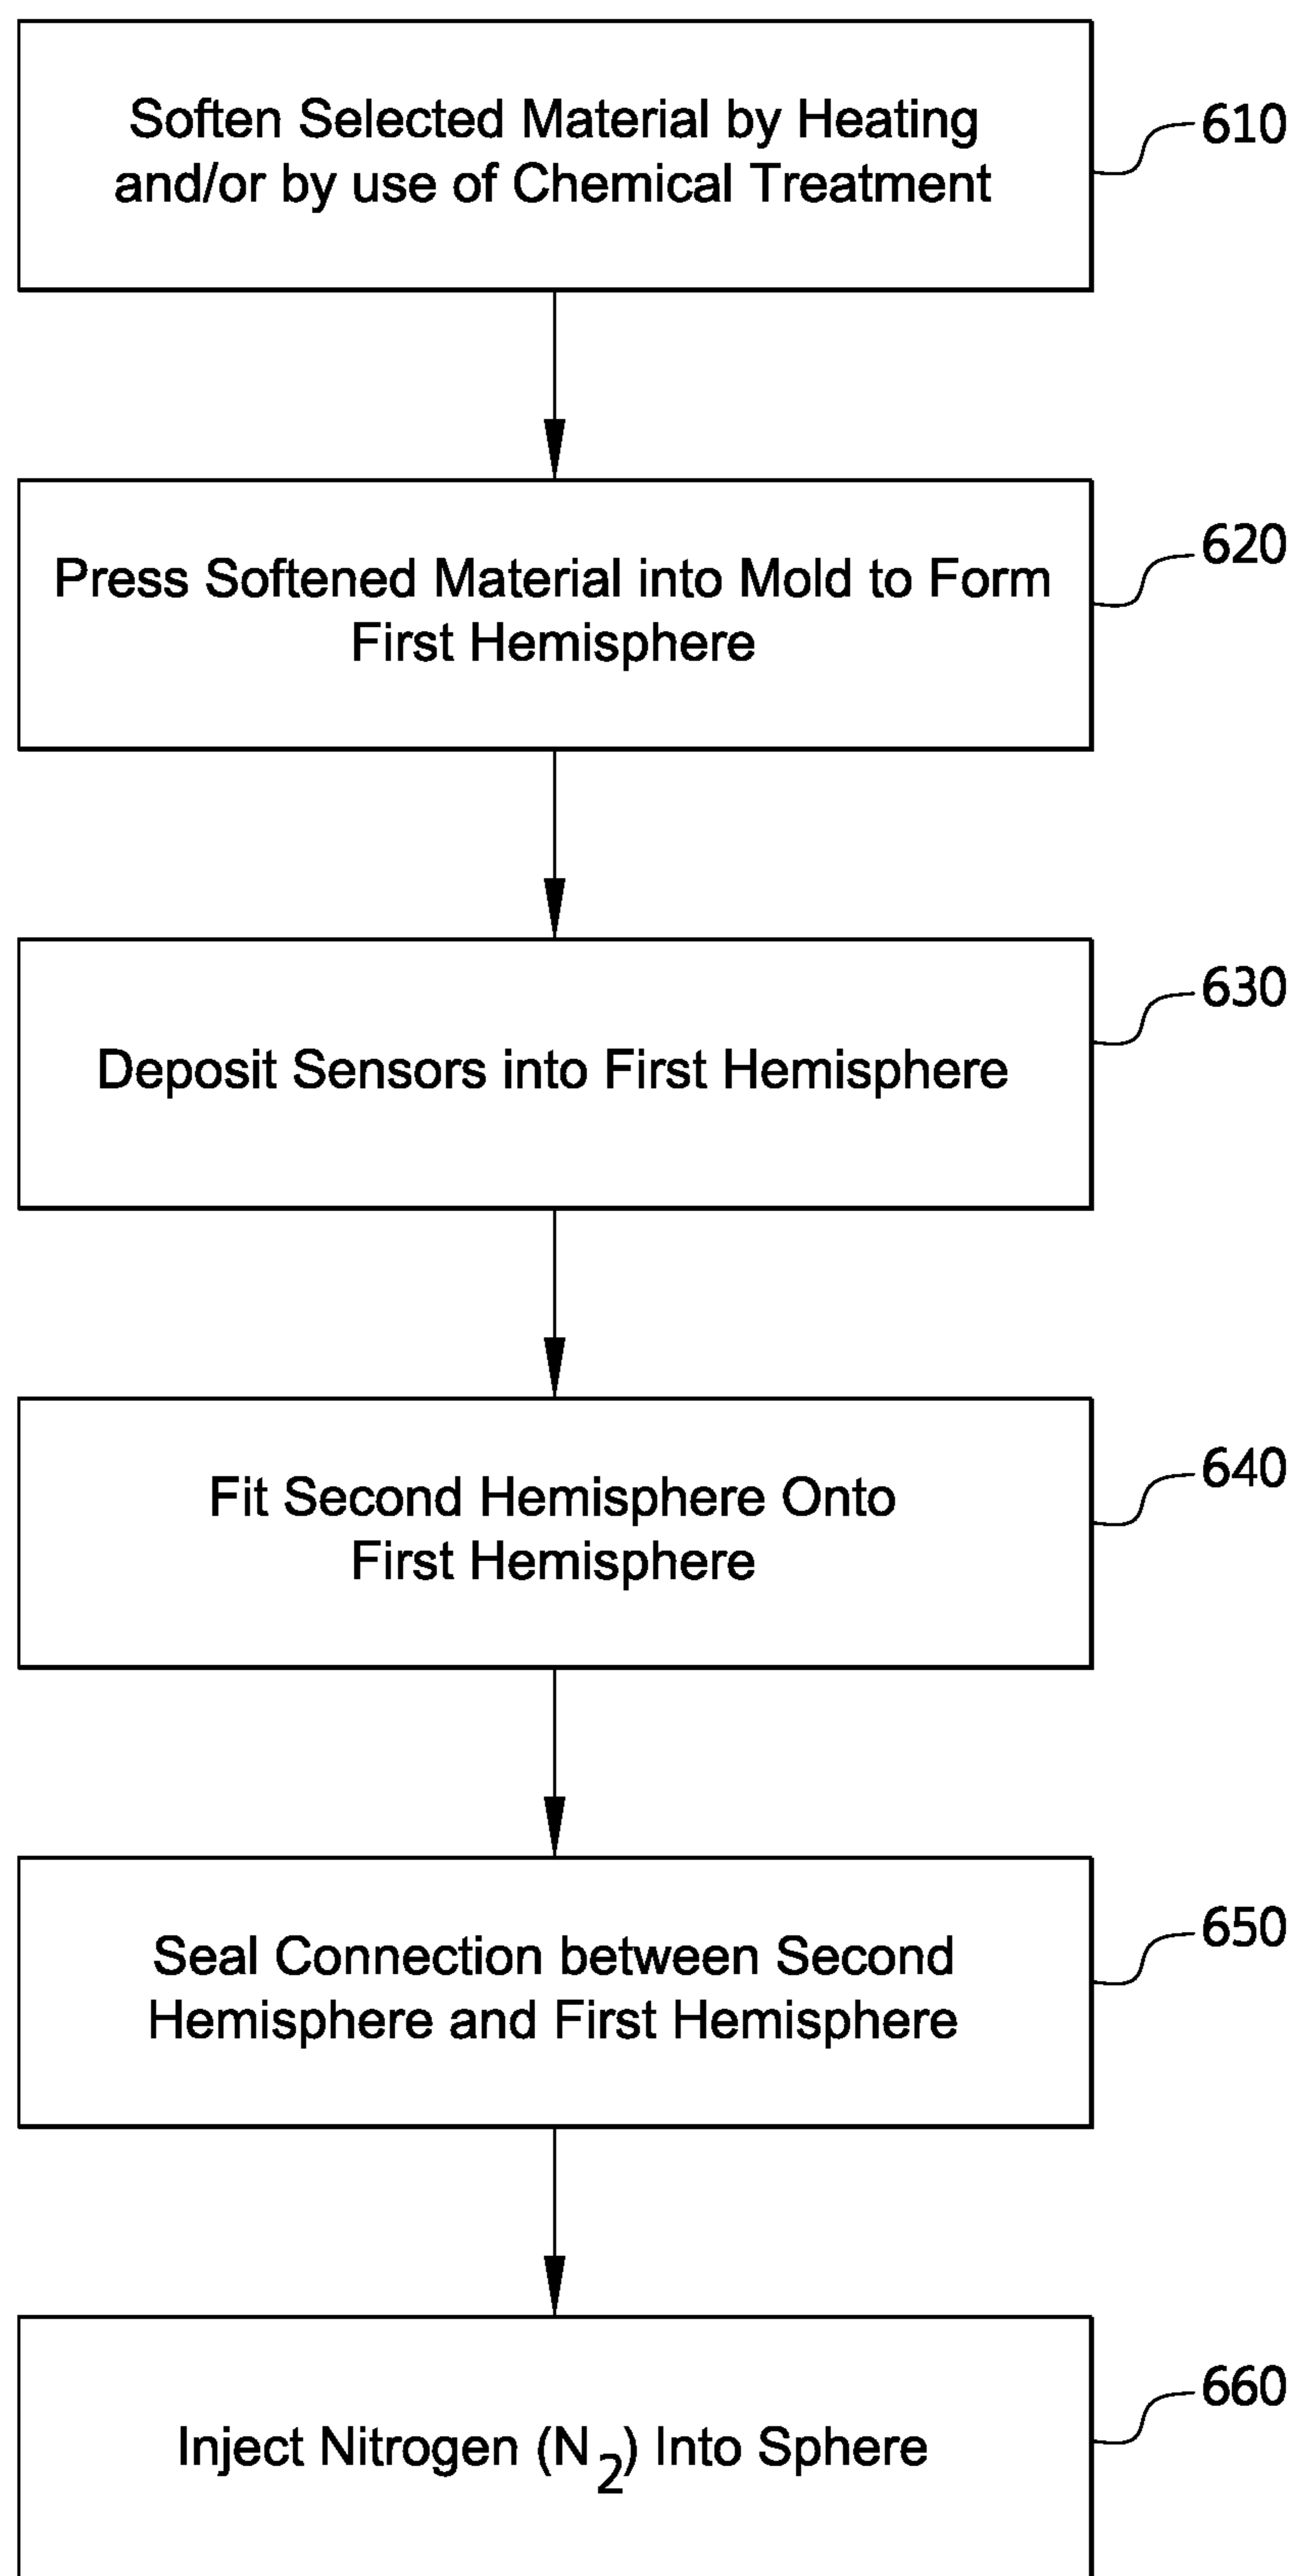 Soften Selected Material by Heating
and/or by use of Chemical Treatment
610
Press Softened Material into Mold to Form
First Hemisphere
620
Deposit Sensors into First Hemisphere
630
Fit Second Hemisphere Onto
First Hemisphere
640
Seal Connection between Second
Hemisphere and First Hemisphere
650
Inject Nitrogen (N2) Into Sphere
660